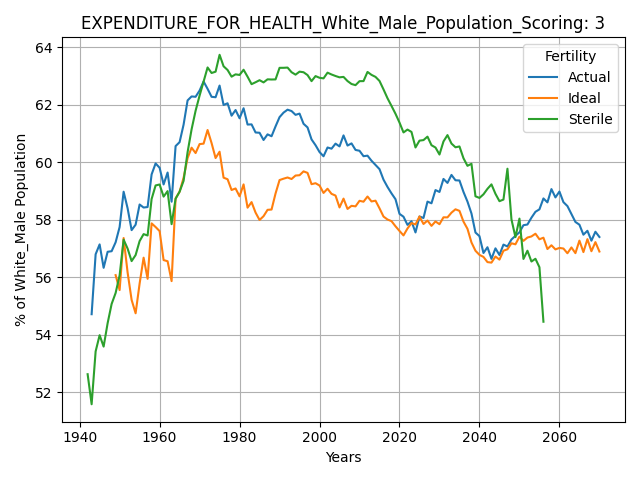 EXPENDITURE_FOR_HEALTH_White_Male_Population_Scoring: 3
Fertility
Actual
Ideal
Sterile
% of White_Male Population
64
62
60
58
56
54
52
1940
1960
1980
2000
2020
2040
2060
Years